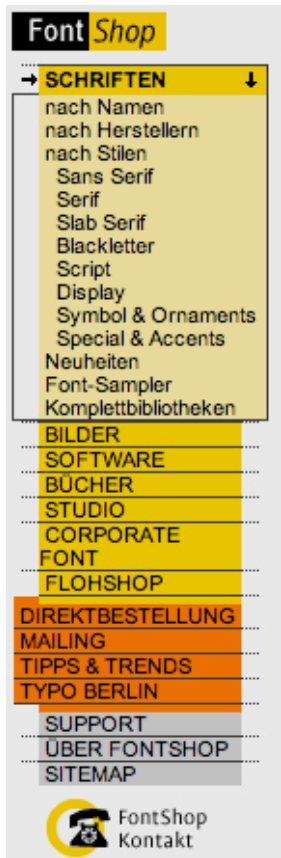 Font Shop
SCHRIFTEN
nach Namen
nach Herstellern
nach Stilen
Sans Serif
Serif
Slab Serif
Blackletter
Script
Display
Symbol & Ornaments
Special & Accents
Neuheiten
Font-Sampler
Komplettbibliotheken
BILDER
SOFTWARE
BÜCHER
STUDIO
CORPORATE
FONT
FLOHSHOP
DIREKTBESTELLUNG
MAILING
TIPPS & TRENDS
TYPO BERLIN
SUPPORT
ÜBER FONTSHOP
SITEMAP
FontShop
Kontakt